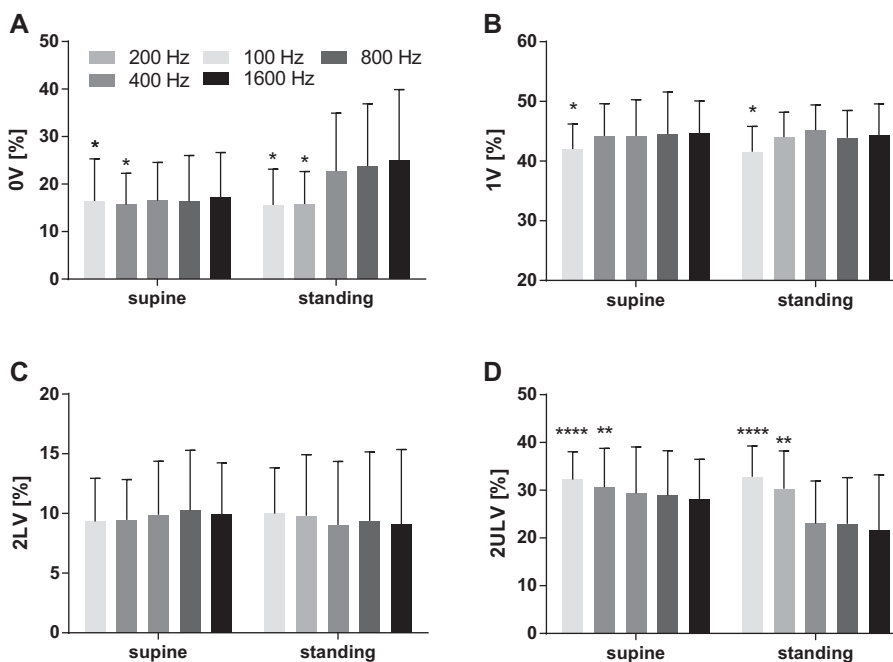 A
50
40
30
20
10
0
0V [%]
200 Hz 100 Hz 800 Hz
400 Hz 1600 Hz
* * * *
supine standing
B
60
50
40
30
20
1V [%]
* *
supine standing
C
20
15
10
5
0
2LV [%]
supine standing
D
50
40
30
20
10
0
2ULV [%]
**** ** **** **
supine standing